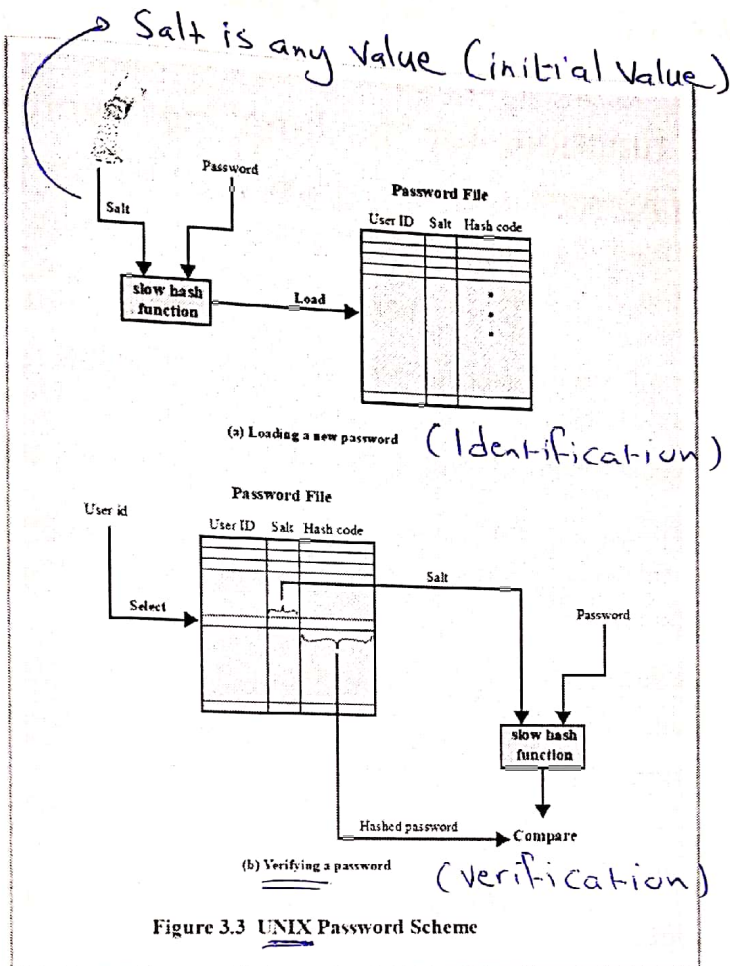 Salt is any value (initial value)
Password
Salt
Password File
User ID Salt Hash code
slow hash
function
Load
(a) Loading a new password (Identification)
Password File
User id
User ID Salt Hash code
Salt
Select
Password
slow hash
function
Hashed password
Compare
(b) Verifying a password (verification)
Figure 3.3 UNIX Password Scheme